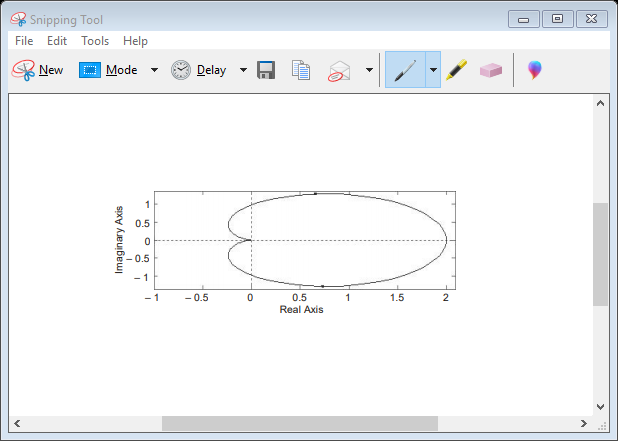 Snipping Tool
File Edit Tools Help
New Mode Delay
1
0.5
0
– 0.5
– 1
Imaginary Axis
– 1 – 0.5 0 0.5 1 1.5 2
Real Axis